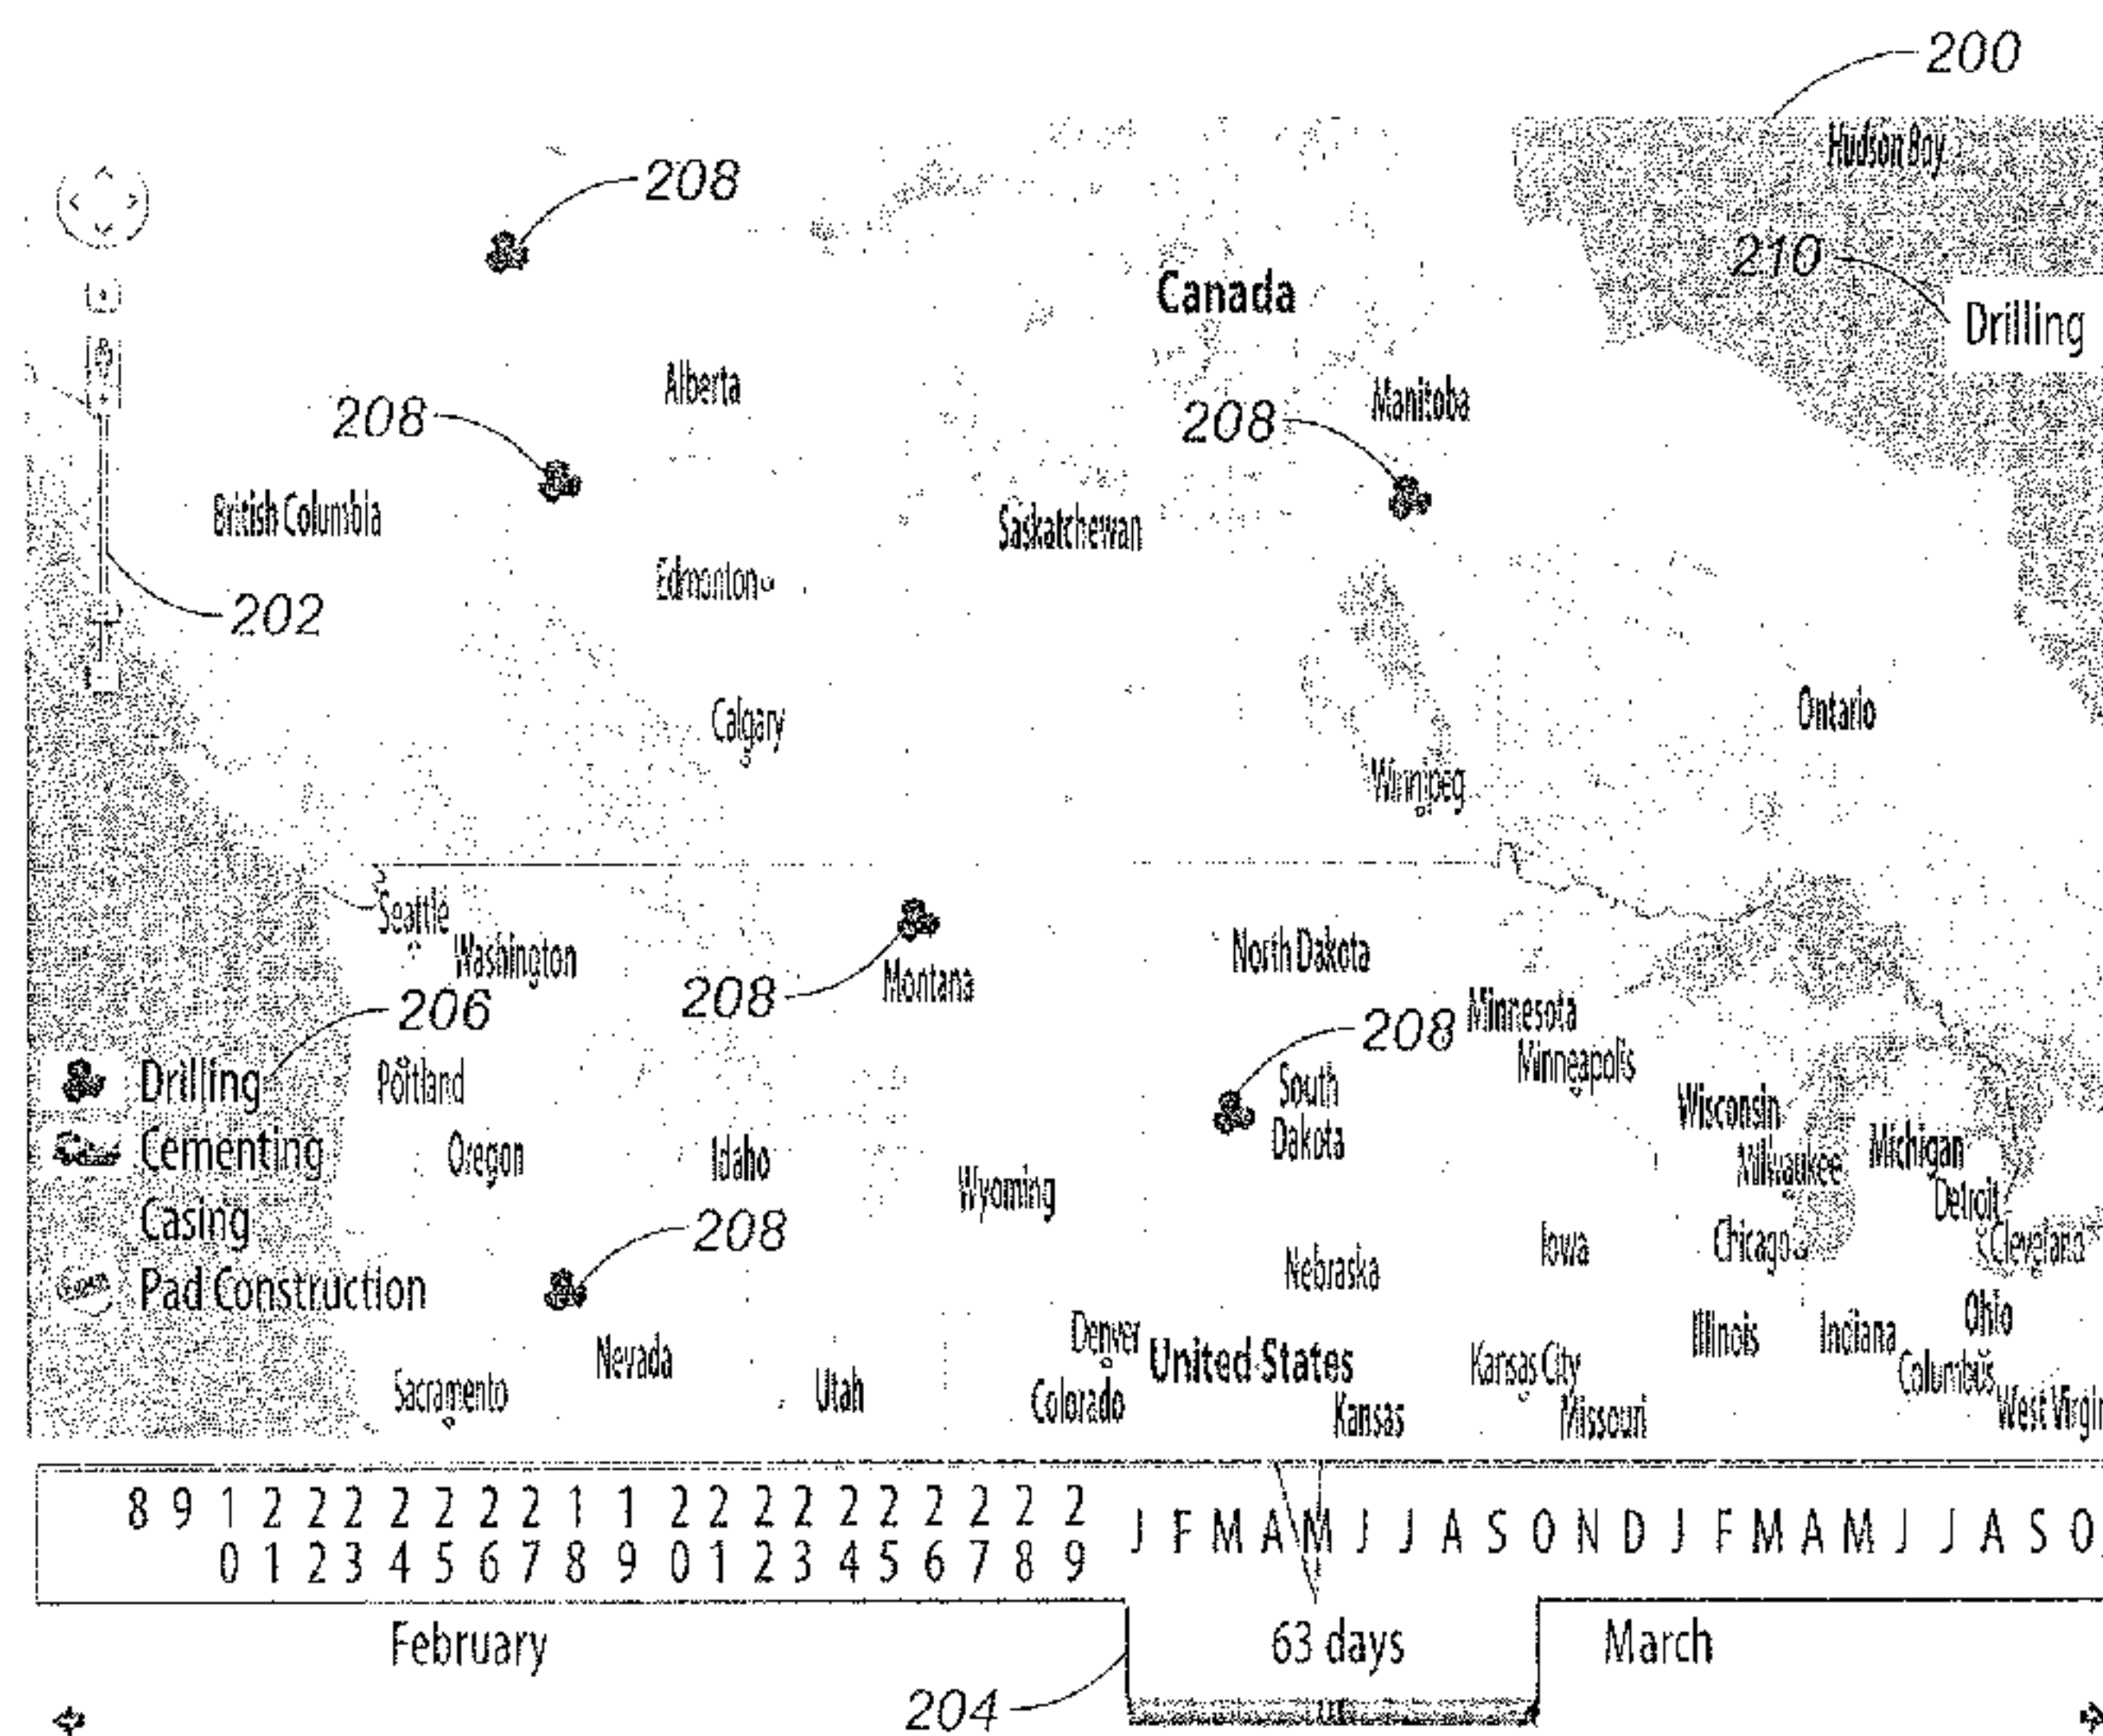 200
Hudson Bay
208
210
Canada
Drilling
Alberta
Manitoba
208
208
British Columbia
Saskatchewan
Edmonton
202
Calgary
Ontario
Winnipeg
Seattle
Washington
North Dakota
208
Montana
206
Minnesota
208
Minneapolis
Drilling
Portland
South
Dakota
Wisconsin
Cementing
Oregon
Idaho
Milwaukee
Michigan
Wyoming
Detroit
Casing
208
Iowa
Chicago
Cleveland
Nebraska
Pad Construction
Denver
Illinois
Indiana
Ohio
Nevada
United States
Kansas City
Columbus
Sacramento
Utah
Colorado
Kansas
Missouri
West Virgin
8 9 1 2 2 2 2 2 2 2 1 1 2 2 2 2 2 2 2 2 2 2 J F M A M J J A S O N D J F M A M J J A S O
0 1 2 3 4 5 6 7 8 9 0 1 2 3 4 5 6 7 8 9
February
63 days
March
204